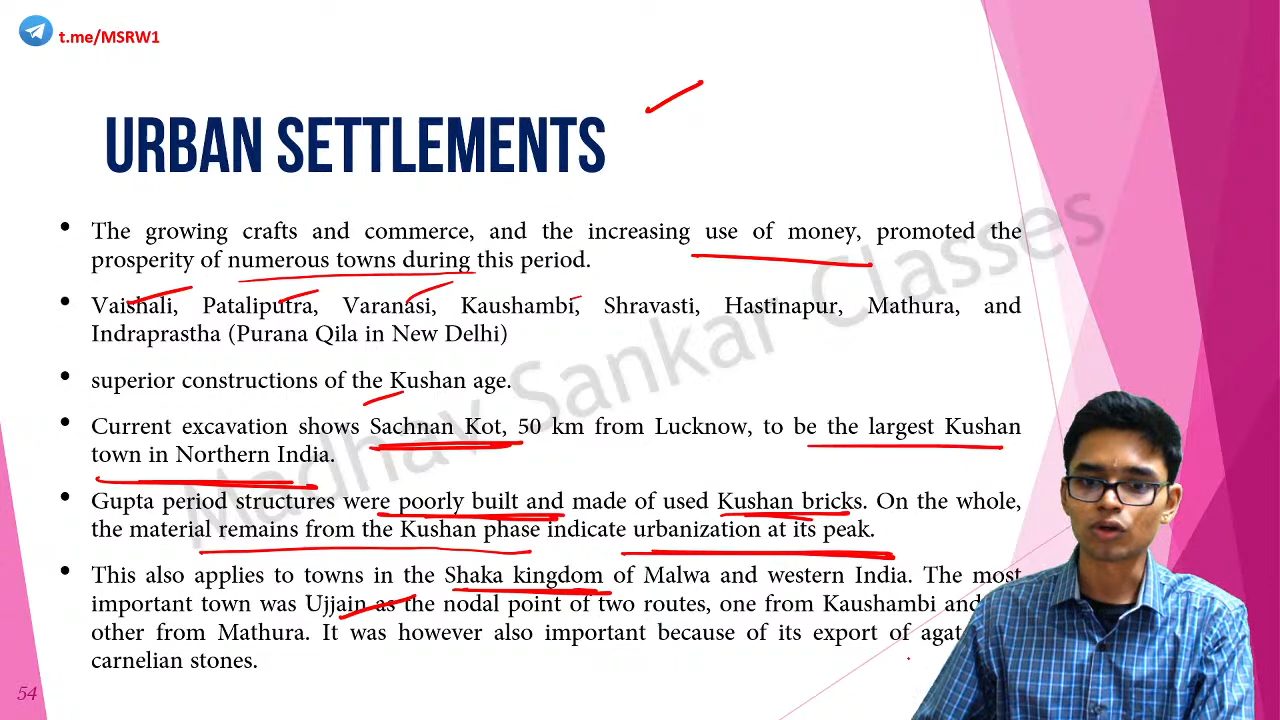 t.me/MSRW1
URBAN SETTLEMENTS
• The growing crafts and commerce, and the increasing use of money, promoted the
prosperity of numerous towns during this period.
• Vaishali, Pataliputra, Varanasi, Kaushambi, Shravasti, Hastinapur, Mathura, and
Indraprastha (Purana Qila in New Delhi)
• superior constructions of the Kushan age.
• Current excavation shows Sachnan Kot, 50 km from Lucknow, to be the largest Kushan
town in Northern India.
• Gupta period structures were poorly built and made of used Kushan bricks. On the whole,
the material remains from the Kushan phase indicate urbanization at its peak.
• This also applies to towns in the Shaka kingdom of Malwa and western India. The most
important town was Ujjain as the nodal point of two routes, one from Kaushambi and
other from Mathura. It was however also important because of its export of
carnelian stones.
Madhav Sankar Classes
54